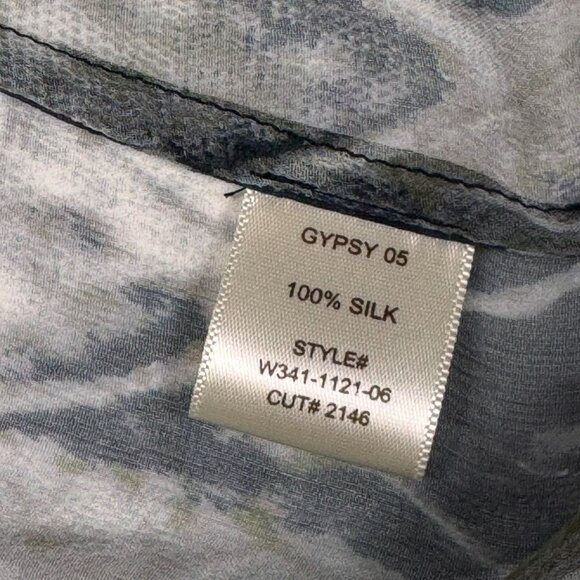 GYPSY 05
100% SILK
STYLE#
W341-1121-06
CUT# 2146